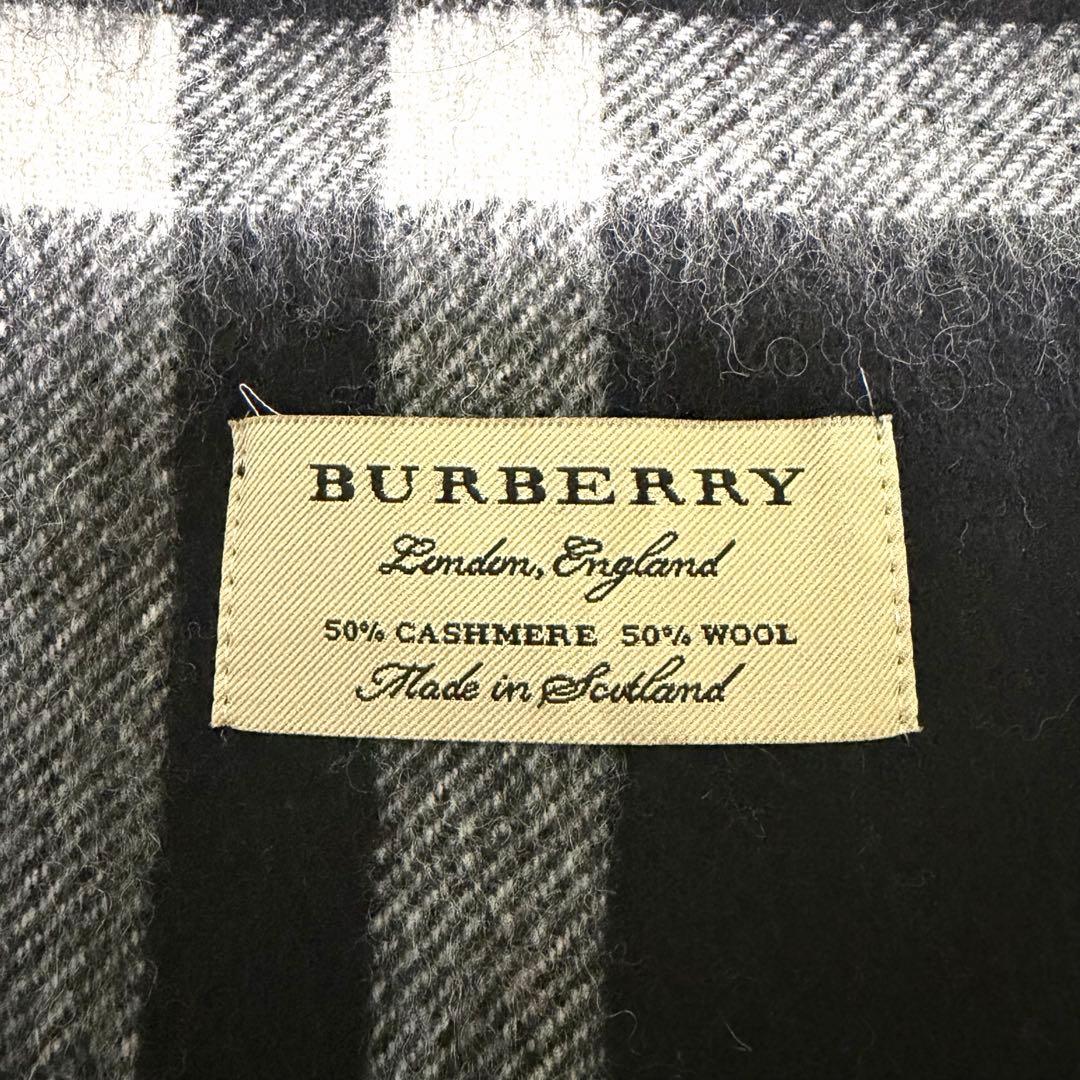 BURBERRY
London, England
50% CASHMERE 50% WOOL
Made in Scotland